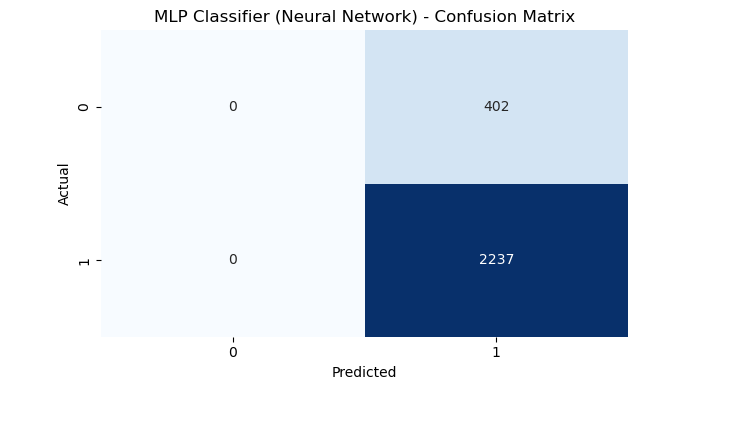 MLP Classifier (Neural Network) - Confusion Matrix
Actual
0
0
402
1
0
2237
0
1
Predicted